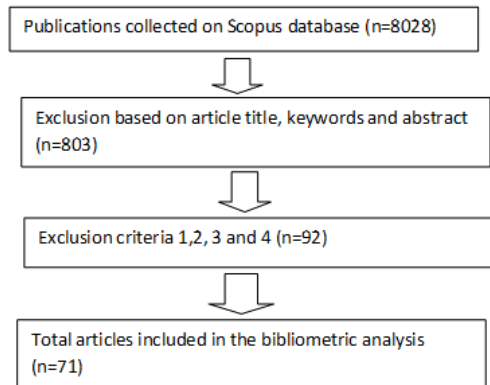 Publications collected on Scopus database (n=8028)
Exclusion based on article title, keywords and abstract
(n=803)
Exclusion criteria 1,2, 3 and 4 (n=92)
Total articles included in the bibliometric analysis
(n=71)